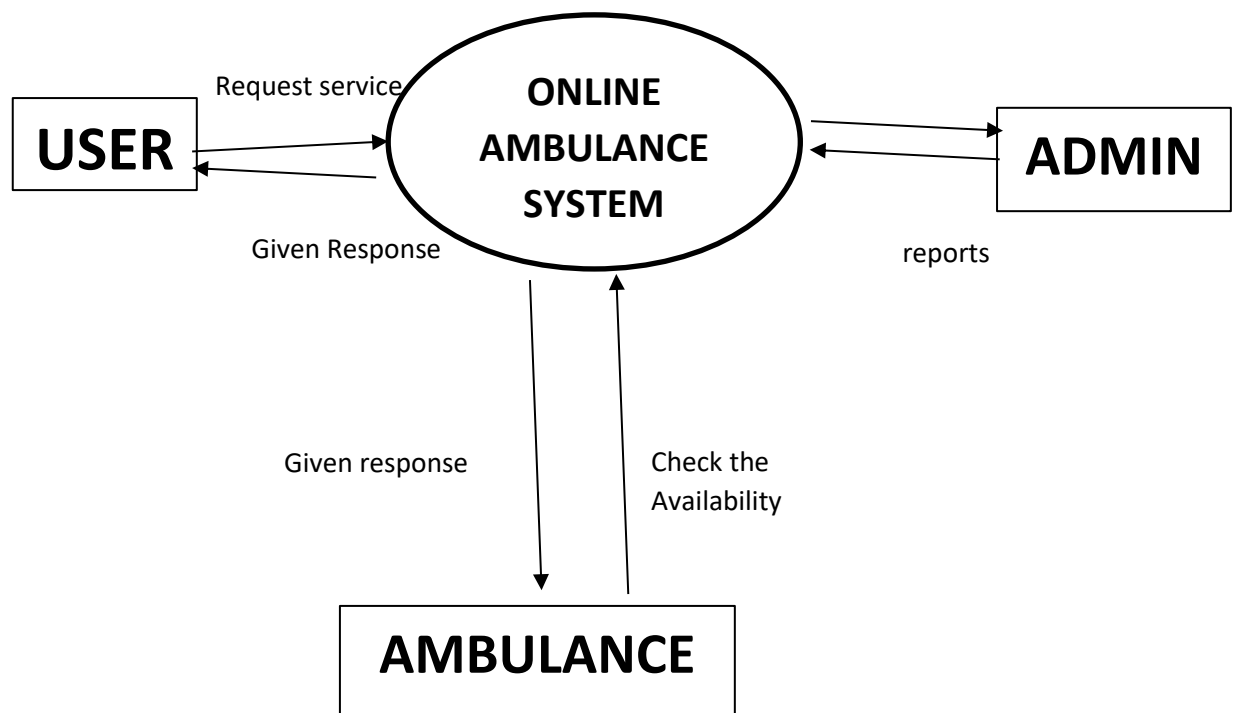 Request service
ONLINE
AMBULANCE
SYSTEM
USER
ADMIN
Given Response
reports
Given response
Check the
Availability
AMBULANCE